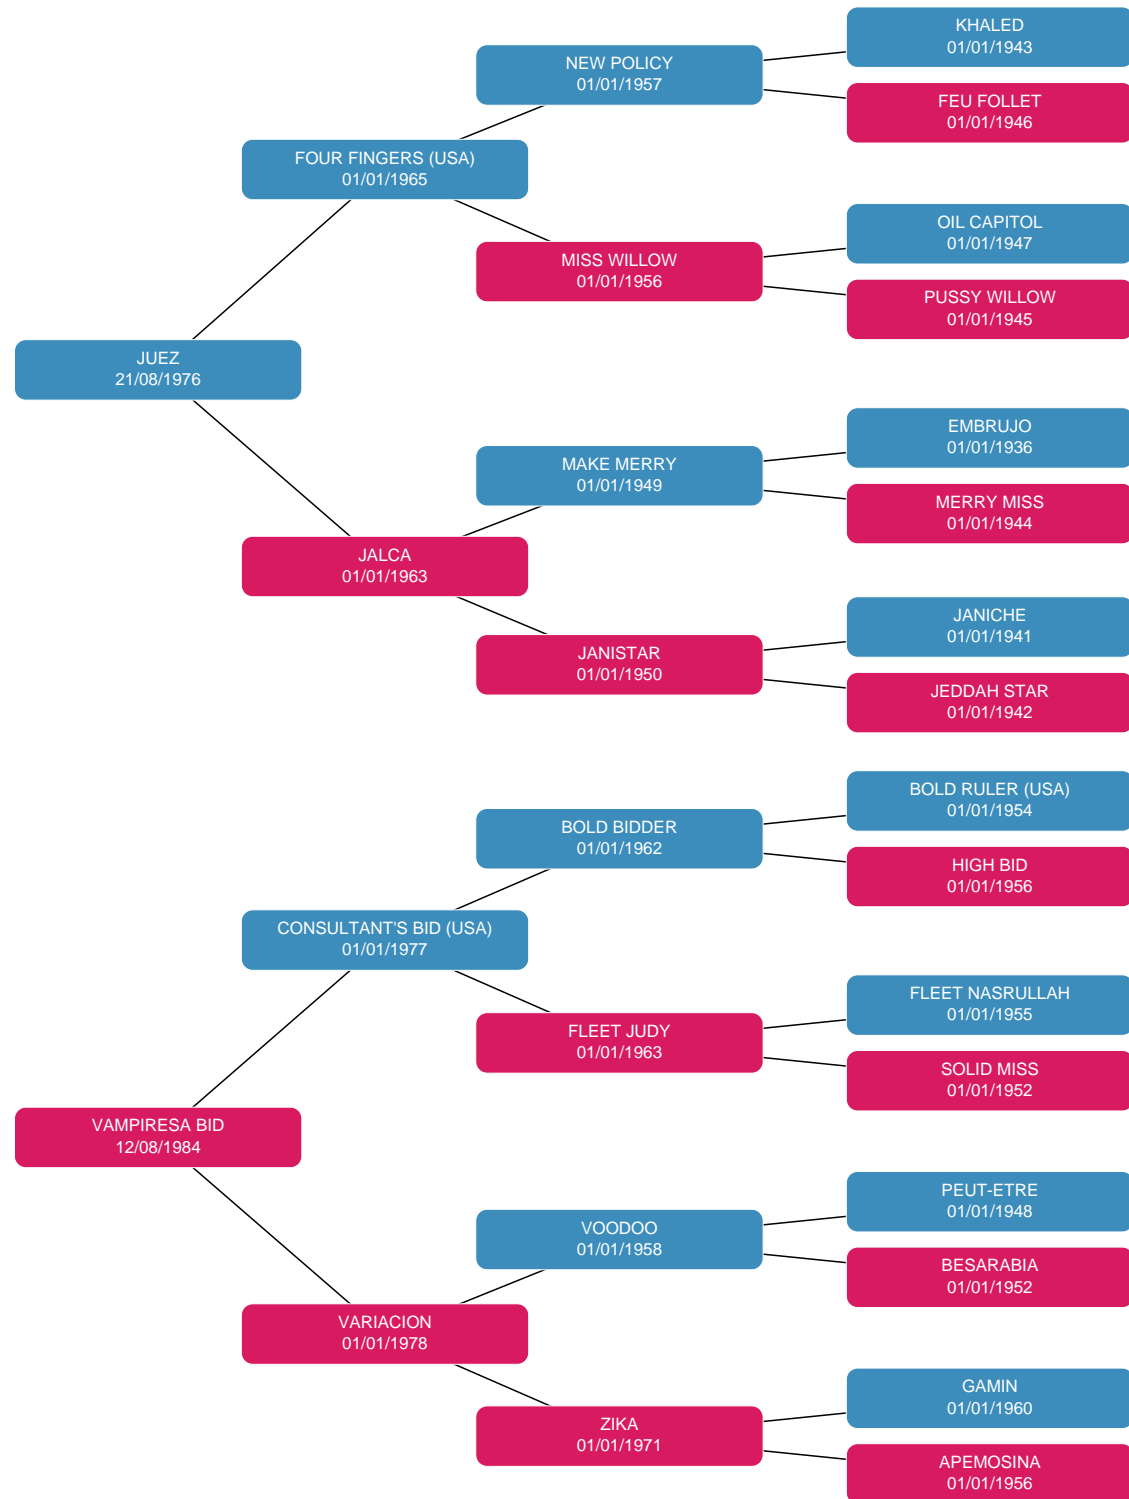 KHALED
01/01/1943
NEW POLICY
01/01/1957
FEU FOLLET
01/01/1946
FOUR FINGERS (USA)
01/01/1965
OIL CAPITOL
01/01/1947
MISS WILLOW
01/01/1956
PUSSY WILLOW
01/01/1945
JUEZ
21/08/1976
EMBRUJO
01/01/1936
MAKE MERRY
01/01/1949
MERRY MISS
01/01/1944
JALCA
01/01/1963
JANICHE
01/01/1941
JANISTAR
01/01/1950
JEDDAH STAR
01/01/1942
BOLD RULER (USA)
01/01/1954
BOLD BIDDER
01/01/1962
HIGH BID
01/01/1956
CONSULTANT'S BID (USA)
01/01/1977
FLEET NASRULLAH
01/01/1955
FLEET JUDY
01/01/1963
SOLID MISS
01/01/1952
VAMPIRESA BID
12/08/1984
PEUT-ETRE
01/01/1948
VOODOO
01/01/1958
BESARABIA
01/01/1952
VARIACION
01/01/1978
GAMIN
01/01/1960
ZIKA
01/01/1971
APEMOSINA
01/01/1956